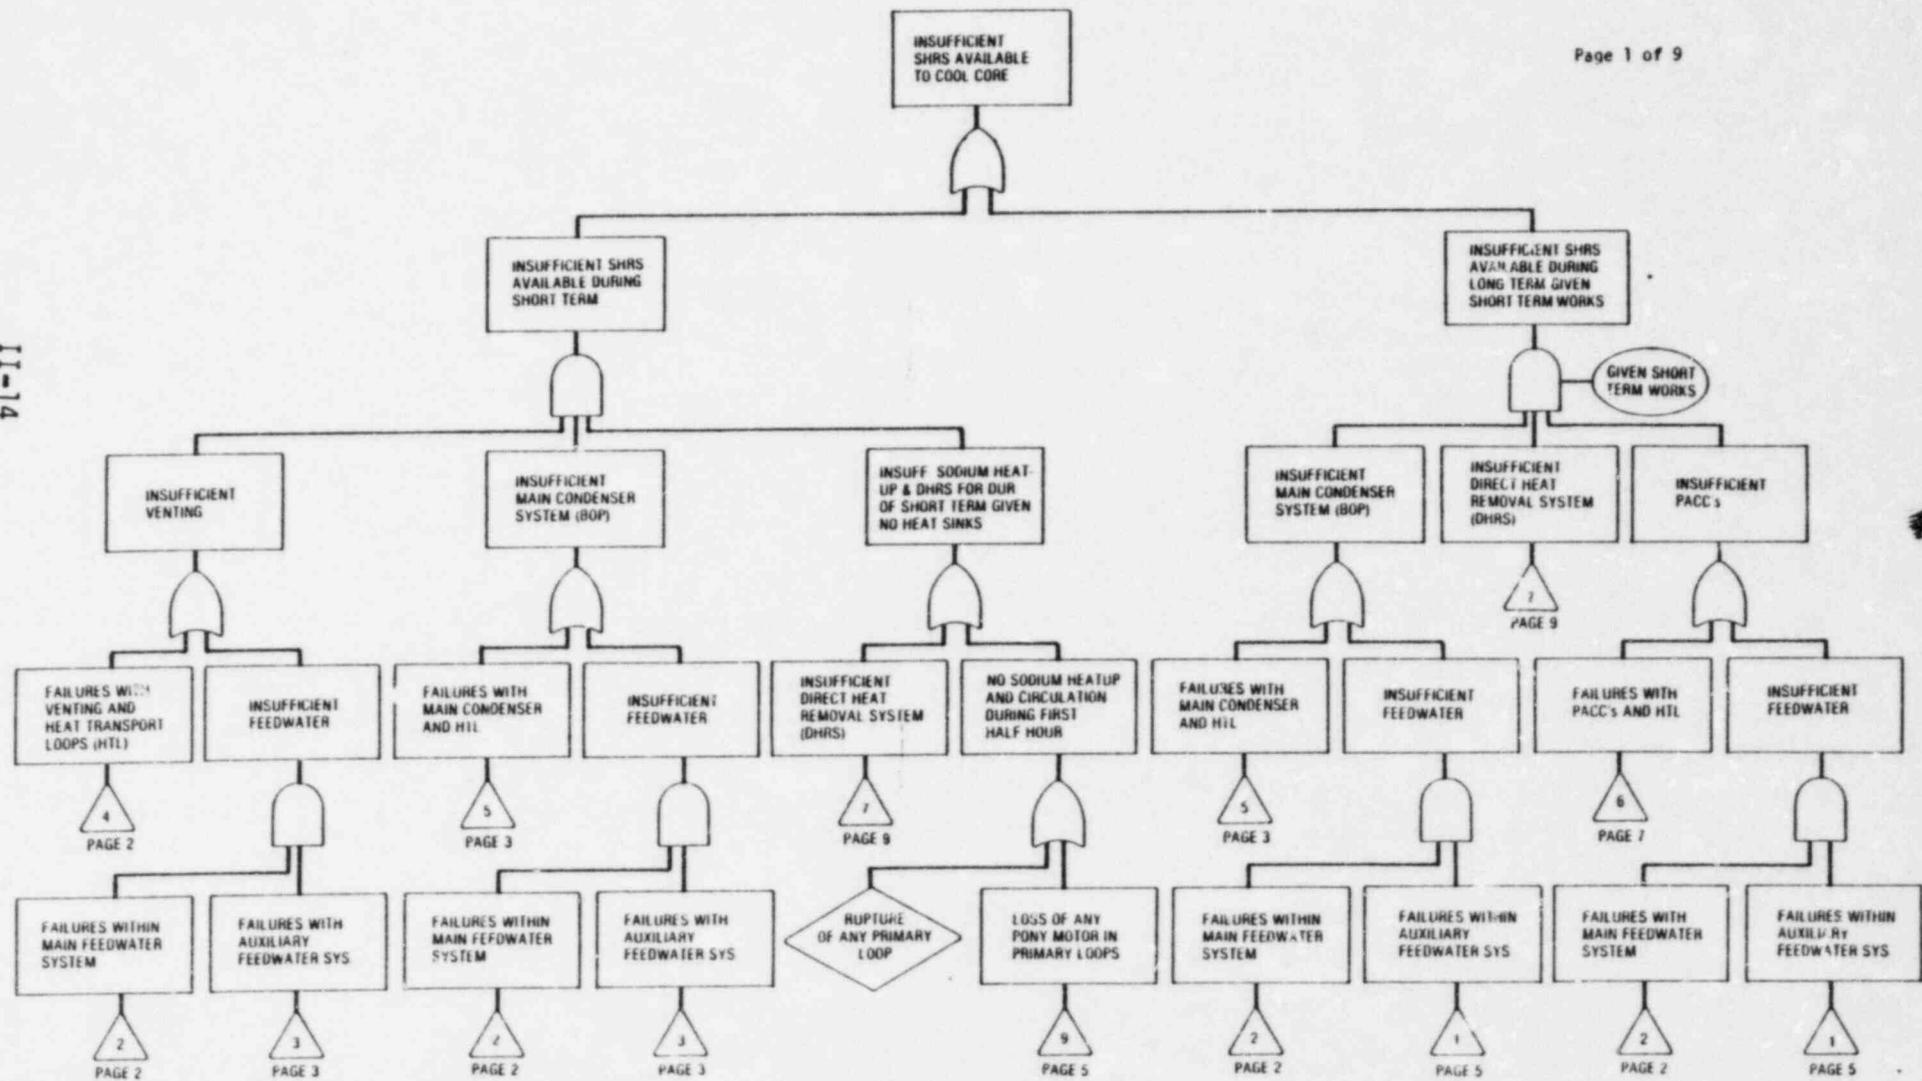 Page 1 of 9
INSUFFICIENT
SHRS AVAILABLE
TO COOL CORE
II-14
INSUFFICIENT SHRS
AVAILABLE DURING
SHORT TERM
INSUFFICIENT SHRS
AVAILABLE DURING
LONG TERM GIVEN
SHORT TERM WORKS
GIVEN SHORT
TERM WORKS
INSUFFICIENT
VENTING
INSUFFICIENT
MAIN CONDENSER
SYSTEM (BOP)
INSUFF SODIUM HEAT-
UP & DHRS FOR DUR
OF SHORT TERM GIVEN
NO HEAT SINKS
INSUFFICIENT
MAIN CONDENSER
SYSTEM (BOP)
INSUFFICIENT
DIRECT HEAT
REMOVAL SYSTEM
(DHRS)
INSUFFICIENT
PACC's
7
PAGE 9
FAILURES WITH
VENTING AND
HEAT TRANSPORT
LOOPS (HTL)
INSUFFICIENT
FEEDWATER
FAILURES WITH
MAIN CONDENSER
AND HTL
INSUFFICIENT
FEEDWATER
INSUFFICIENT
DIRECT HEAT
REMOVAL SYSTEM
(DHRS)
NO SODIUM HEATUP
AND CIRCULATION
DURING FIRST
HALF HOUR
FAILURES WITH
MAIN CONDENSER
AND HTL
INSUFFICIENT
FEEDWATER
FAILURES WITH
PACC's AND HTL
INSUFFICIENT
FEEDWATER
4
PAGE 2
5
PAGE 3
7
PAGE 9
5
PAGE 3
6
PAGE 7
FAILURES WITHIN
MAIN FEEDWATER
SYSTEM
FAILURES WITH
AUXILIARY
FEEDWATER SYS
FAILURES WITHIN
MAIN FEEDWATER
SYSTEM
FAILURES WITH
AUXILIARY
FEEDWATER SYS
RUPTURE
OF ANY PRIMARY
LOOP
LOSS OF ANY
PONY MOTOR IN
PRIMARY LOOPS
FAILURES WITHIN
MAIN FEEDWATER
SYSTEM
FAILURES WITHIN
AUXILIARY
FEEDWATER SYS
FAILURES WITH
MAIN FEEDWATER
SYSTEM
FAILURES WITHIN
AUXILIARY
FEEDWATER SYS
2
PAGE 2
3
PAGE 3
2
PAGE 2
3
PAGE 3
9
PAGE 5
2
PAGE 2
1
PAGE 5
2
PAGE 2
1
PAGE 5